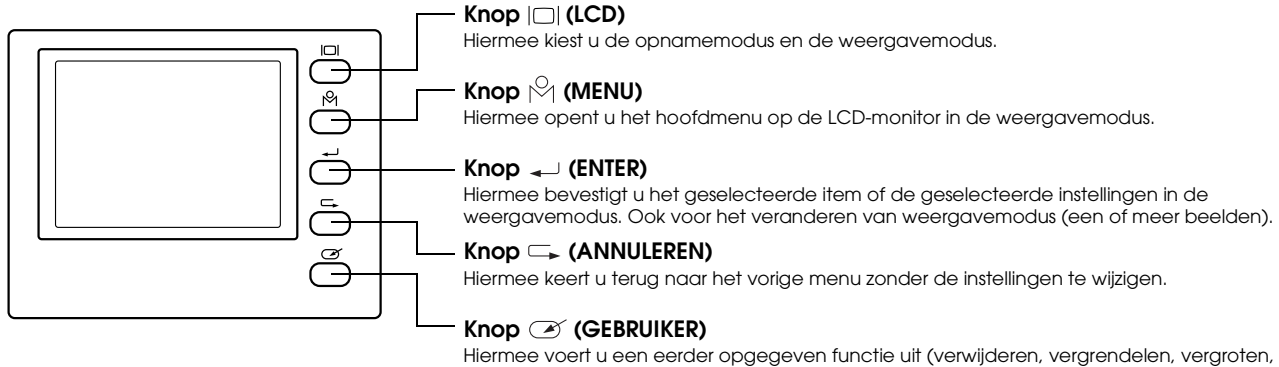 Knop (LCD)
Hiermee kiest u de opnamemodus en de weergavemodus.
Knop (MENU)
Hiermee opent u het hoofdmenu op de LCD-monitor in de weergavemodus.
Knop (ENTER)
Hiermee bevestigt u het geselecteerde item of de geselecteerde instellingen in de
weergavemodus. Ook voor het veranderen van weergavemodus (een of meer beelden).
Knop (ANNULEREN)
Hiermee keert u terug naar het vorige menu zonder de instellingen te wijzigen.
Knop (GEBRUIKER)
Hiermee voert u een eerder opgegeven functie uit (verwijderen, vergrendelen, vergroten,